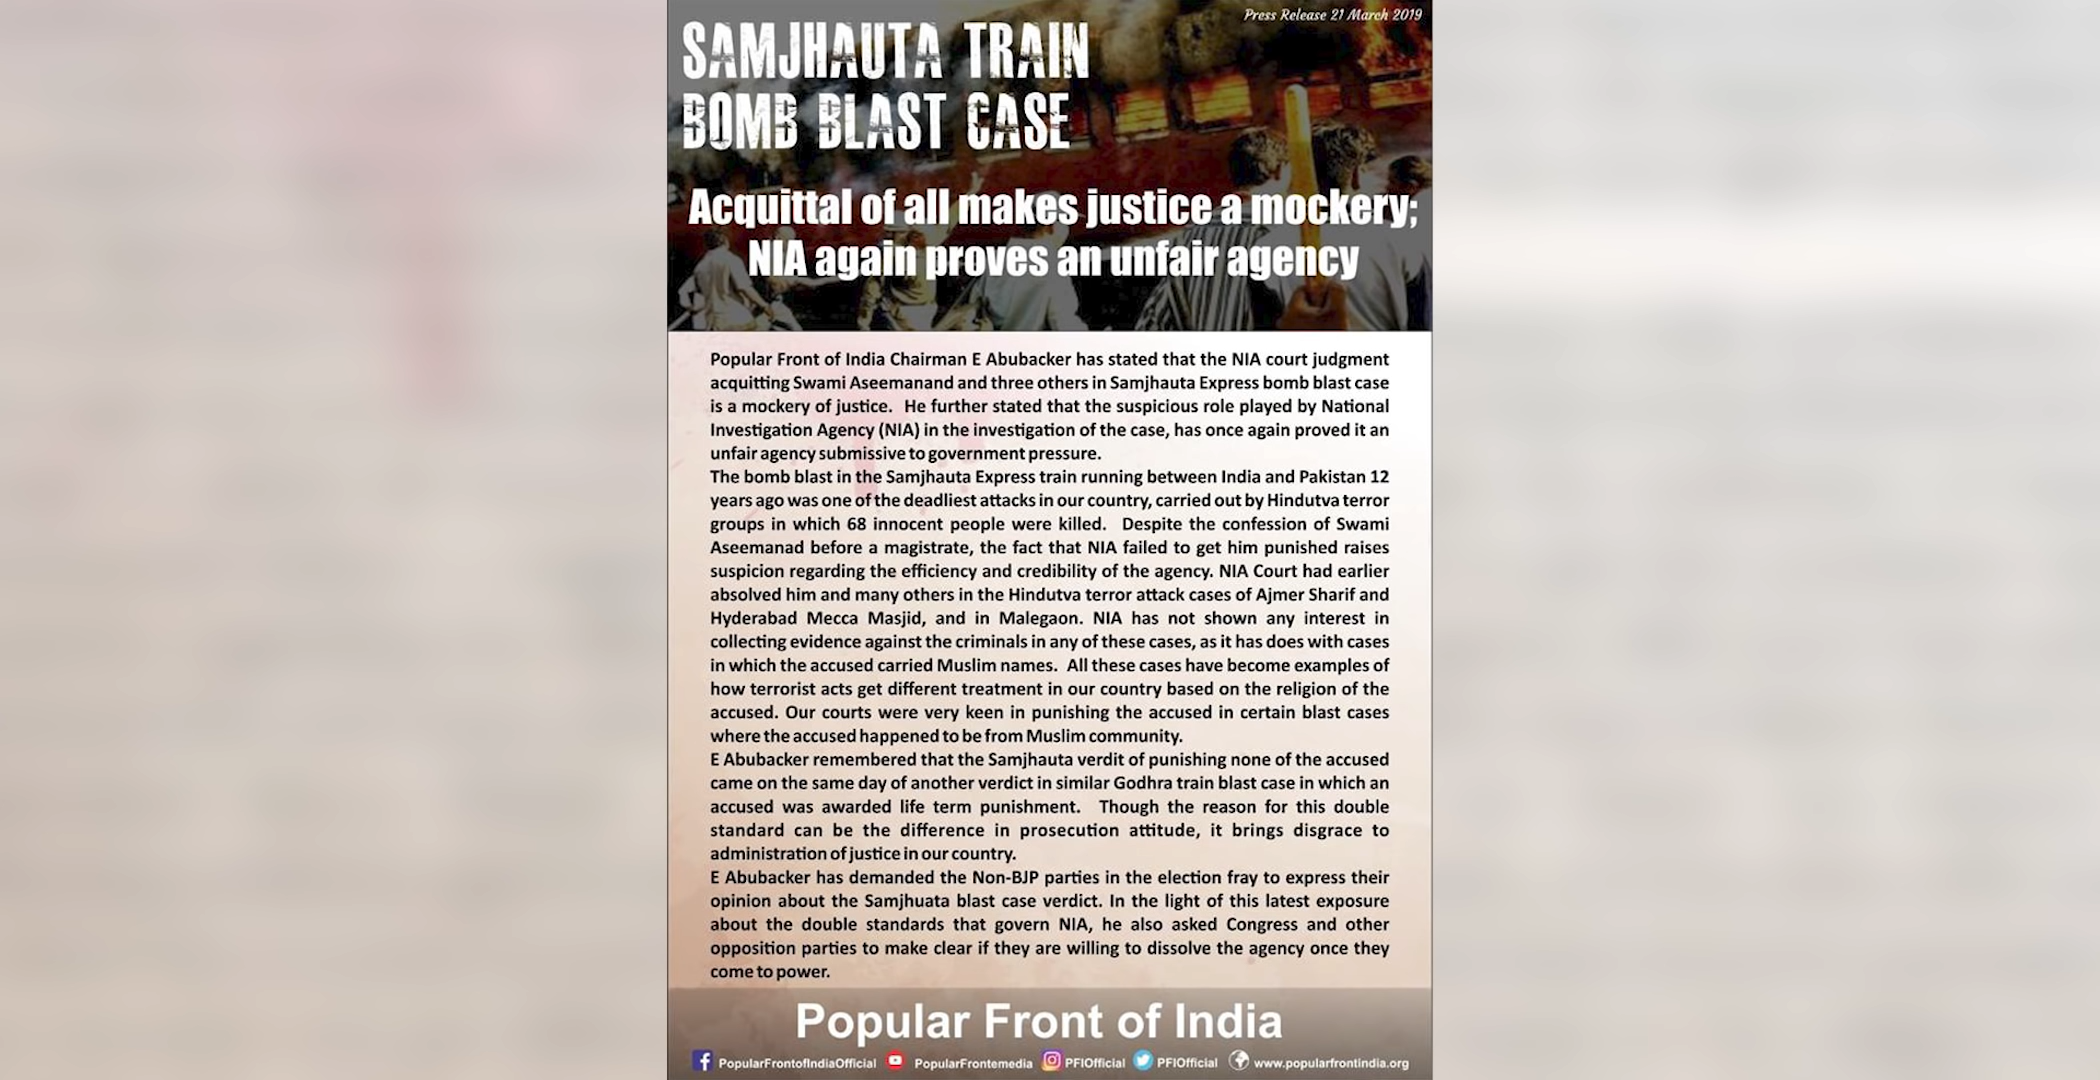 Press Release 21 March 2019
SAMJHAUTA TRAIN
BOMB BLAST CASE
Acquittal of all makes justice a mockery;
NIA again proves an unfair agency
Popular Front of India Chairman E Abubacker has stated that the NIA court judgment
acquitting Swami Aseemanand and three others in Samjhauta Express bomb blast case
is a mockery of justice. He further stated that the suspicious role played by National
Investigation Agency (NIA) in the investigation of the case, has once again proved it an
unfair agency submissive to government pressure.
The bomb blast in the Samjhauta Express train running between India and Pakistan 12
years ago was one of the deadliest attacks in our country, carried out by Hindutva terror
groups in which 68 innocent people were killed. Despite the confession of Swami
Aseemanad before a magistrate, the fact that NIA failed to get him punished raises
suspicion regarding the efficiency and credibility of the agency. NIA Court had earlier
absolved him and many others in the Hindutva terror attack cases of Ajmer Sharif and
Hyderabad Mecca Masjid, and in Malegaon. NIA has not shown any interest in
collecting evidence against the criminals in any of these cases, as it has does with cases
in which the accused carried Muslim names. All these cases have become examples of
how terrorist acts get different treatment in our country based on the religion of the
accused. Our courts were very keen in punishing the accused in certain blast cases
where the accused happened to be from Muslim community.
E Abubacker remembered that the Samjhauta verdit of punishing none of the accused
came on the same day of another verdict in similar Godhra train blast case in which an
accused was awarded life term punishment. Though the reason for this double
standard can be the difference in prosecution attitude, it brings disgrace to
administration of justice in our country.
E Abubacker has demanded the Non-BJP parties in the election fray to express their
opinion about the Samjhuata blast case verdict. In the light of this latest exposure
about the double standards that govern NIA, he also asked Congress and other
opposition parties to make clear if they are willing to dissolve the agency once they
come to power.
Popular Front of India
PopularFrontofIndiaOfficial PopularFrontemedia PFIOfficial PFIOfficial www.popularfrontindia.org